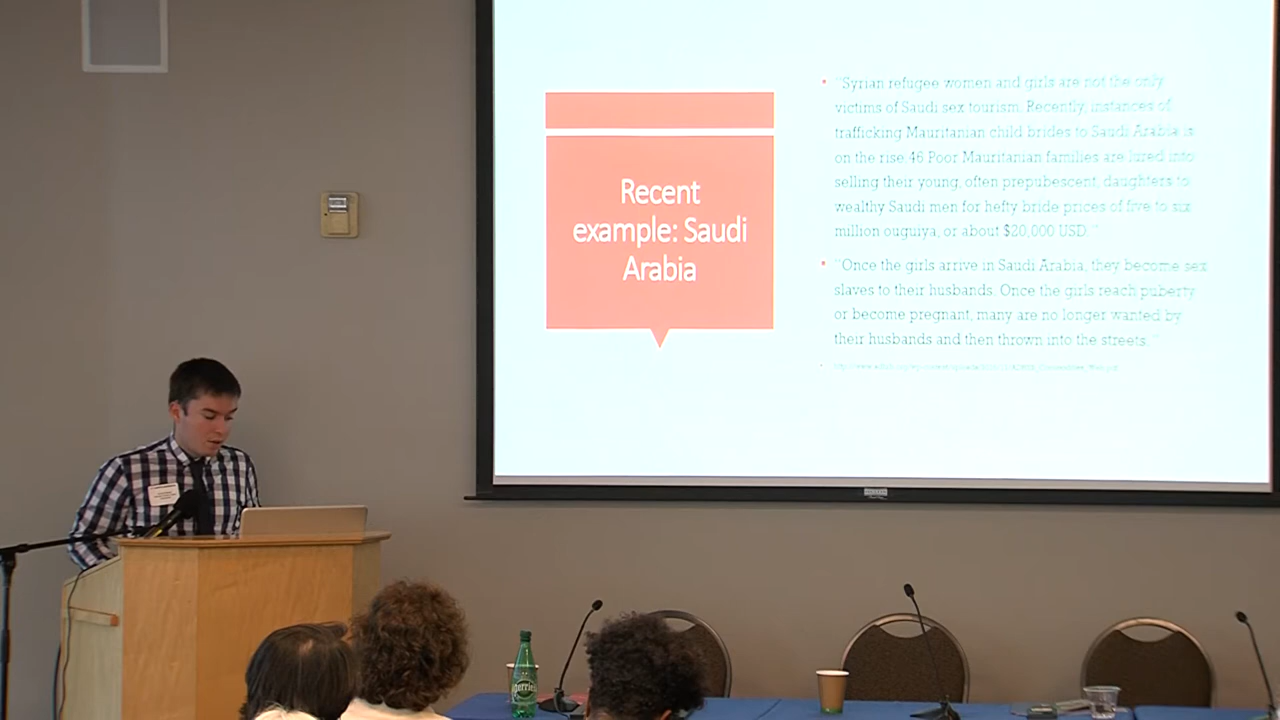 Recent
example: Saudi
Arabia
"Syrian refugee women and girls are not the only
victims of Saudi sex tourism. Recently, instances of
trafficking Mauritanian child brides to Saudi Arabia is
on the rise.46 Poor Mauritanian families are lured into
selling their young, often prepubescent, daughters to
wealthy Saudi men for hefty bride prices of five to six
million ouguiya, or about $20,000 USD."
"Once the girls arrive in Saudi Arabia, they become sex
slaves to their husbands. Once the girls reach puberty
or become pregnant, many are no longer wanted by
their husbands and then thrown into the streets."
perrier